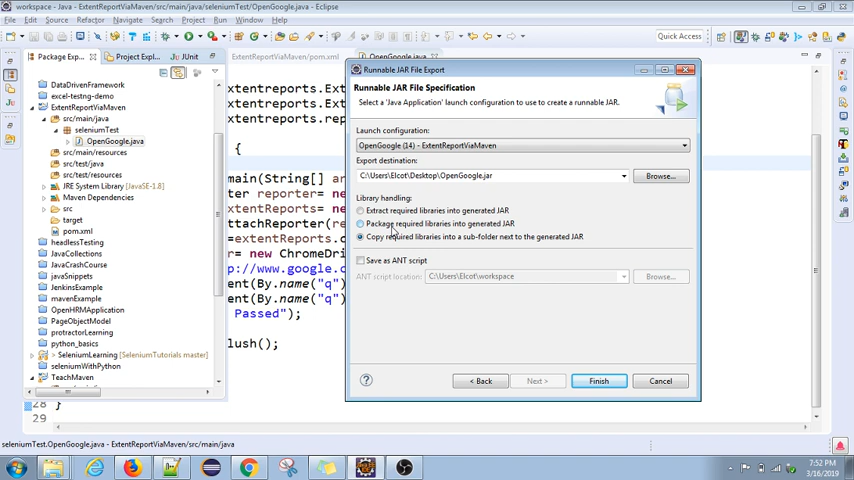 workspace - Java - ExtentReportViaMaven/src/main/java/seleniumTest/OpenGoogle.java - Eclipse
File Edit Source Refactor Navigate Search Project Run Window Help
Quick Access
Package Exp... Project Expl... JUnit
ExtentReportViaMaven/pom.xml OpenGoogle.java
DataDrivenFramework
excel-testng-demo
ExtentReportViaMaven
src/main/java
seleniumTest
OpenGoogle.java
src/main/resources
src/test/java
src/test/resources
JRE System Library [JavaSE-1.8]
Maven Dependencies
src
target
pom.xml
headlessTesting
JavaCollections
JavaCrashCourse
javaSnippets
JenkinsExample
mavenExample
OpenHRMApplication
PageObjectModel
protractorLearning
practice_basics
SeleniumLearning [SeleniumTutorials master]
seleniumWithPython
TeachMaven
xtentreports.Ext
xtentreports.Ext
xtentreports.rep
{
main(String[] ar
ter reporter= ne
xtentReports= ne
attachReporter(r
=extentReports.c
r= new ChromeDri
p://www.google.c
ent(By.name("q")
ent(By.name("q")
Passed");
lush();
28 }
29
Runnable JAR File Export
Runnable JAR File Specification
Select a 'Java Application' launch configuration to use to create a runnable JAR.
Launch configuration:
OpenGoogle (14) - ExtentReportViaMaven
Export destination:
C:\Users\Elcot\Desktop\OpenGoogle.jar
Browse...
Library handling:
Extract required libraries into generated JAR
Package required libraries into generated JAR
Copy required libraries into a sub-folder next to the generated JAR
Save as ANT script
ANT script location: C:\Users\Elcot\workspace Browse...
< Back Next > Finish Cancel
seleniumTest.OpenGoogle.java - ExtentReportViaMaven/src/main/java
7:52 PM
3/16/2019